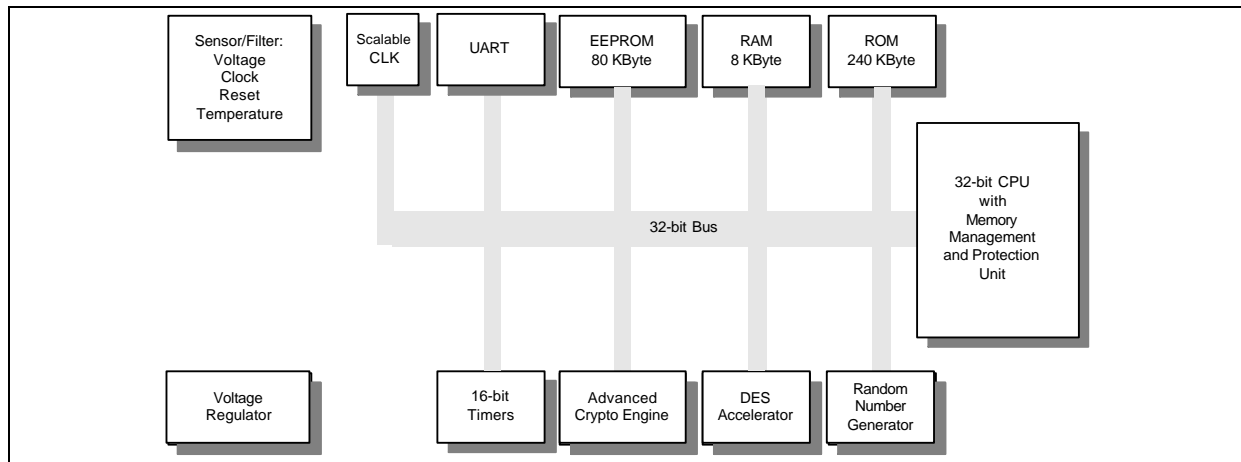 Sensor/Filter:
Voltage
Clock
Reset
Temperature
Scalable
CLK
UART
EEPROM
80 KByte
RAM
8 KByte
ROM
240 KByte
32-bit CPU
with
Memory
Management
and Protection
Unit
32-bit Bus
Voltage
Regulator
16-bit
Timers
Advanced
Crypto Engine
DES
Accelerator
Random
Number
Generator